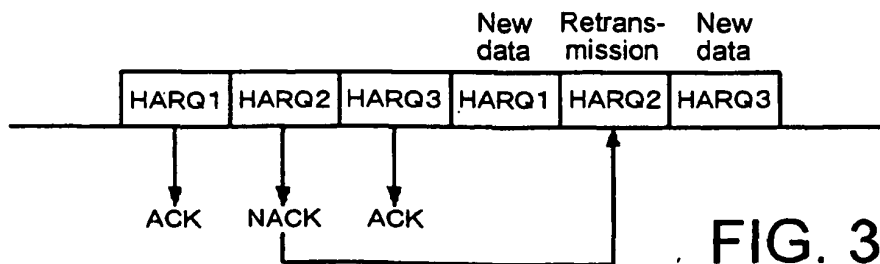 New Retrans- New
data mission data
HARQ1 HARQ2 HARQ3 HARQ1 HARQ2 HARQ3
ACK NACK ACK
FIG. 3